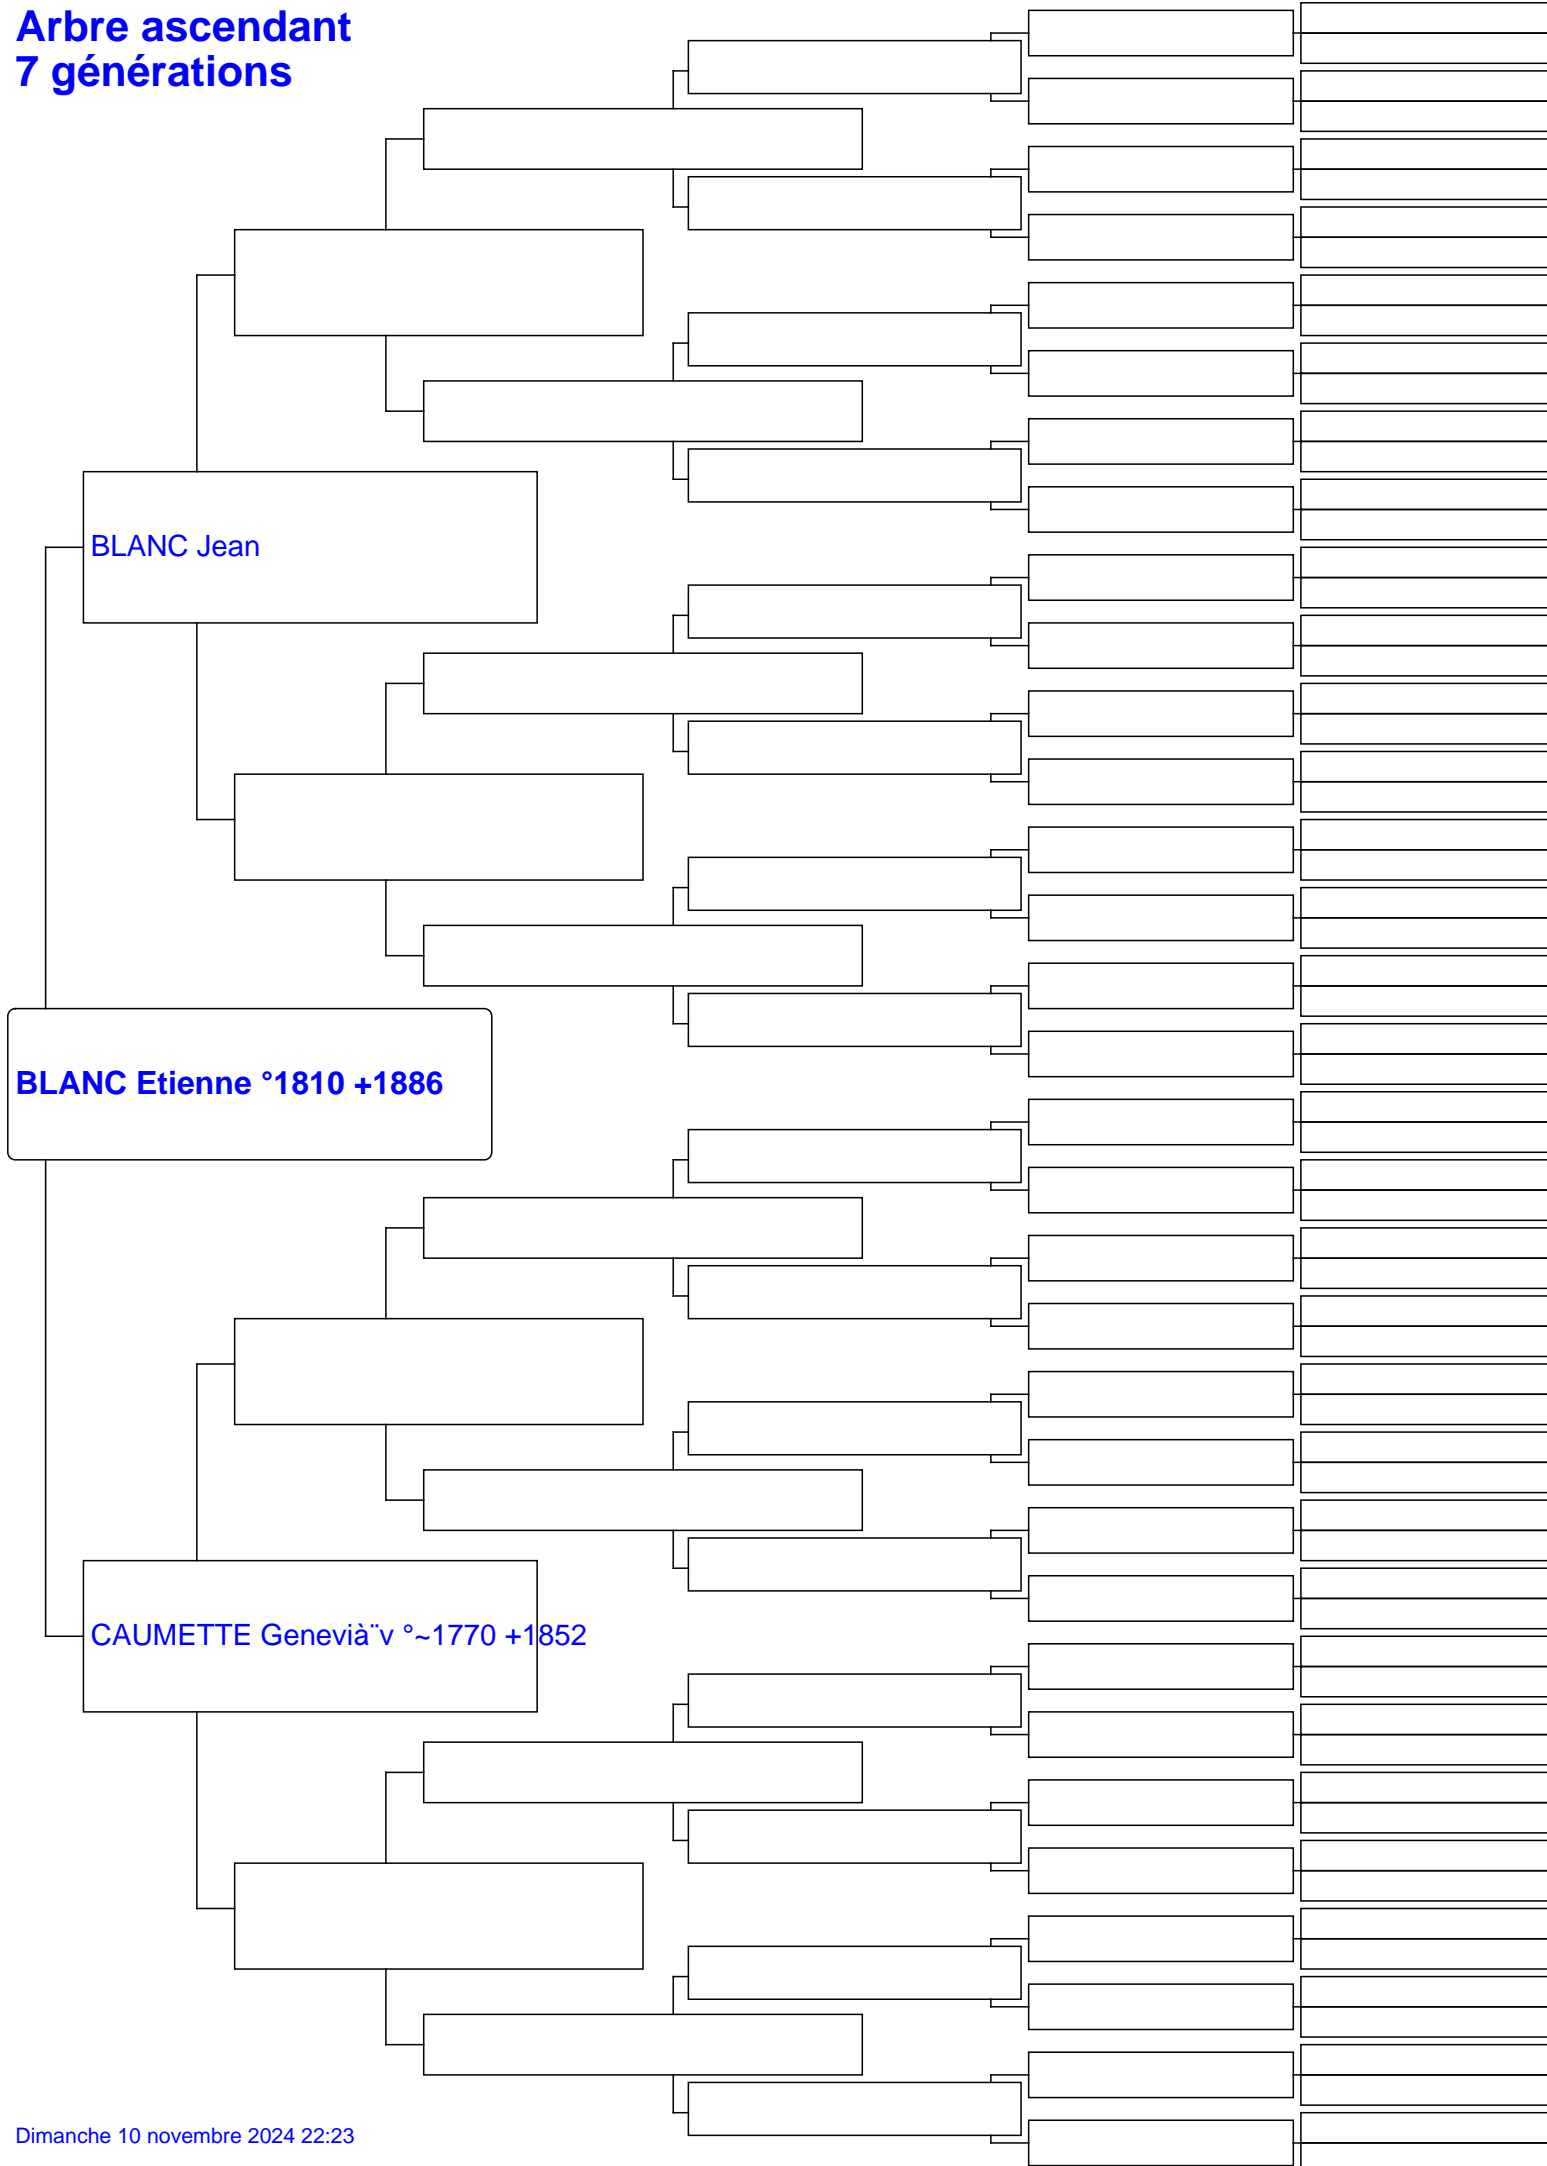 Arbre ascendant
7 générations
BLANC Jean
BLANC Etienne °1810 +1886
CAUMETTE Genevià¨v °~1770 +1852
Dimanche 10 novembre 2024 22:23